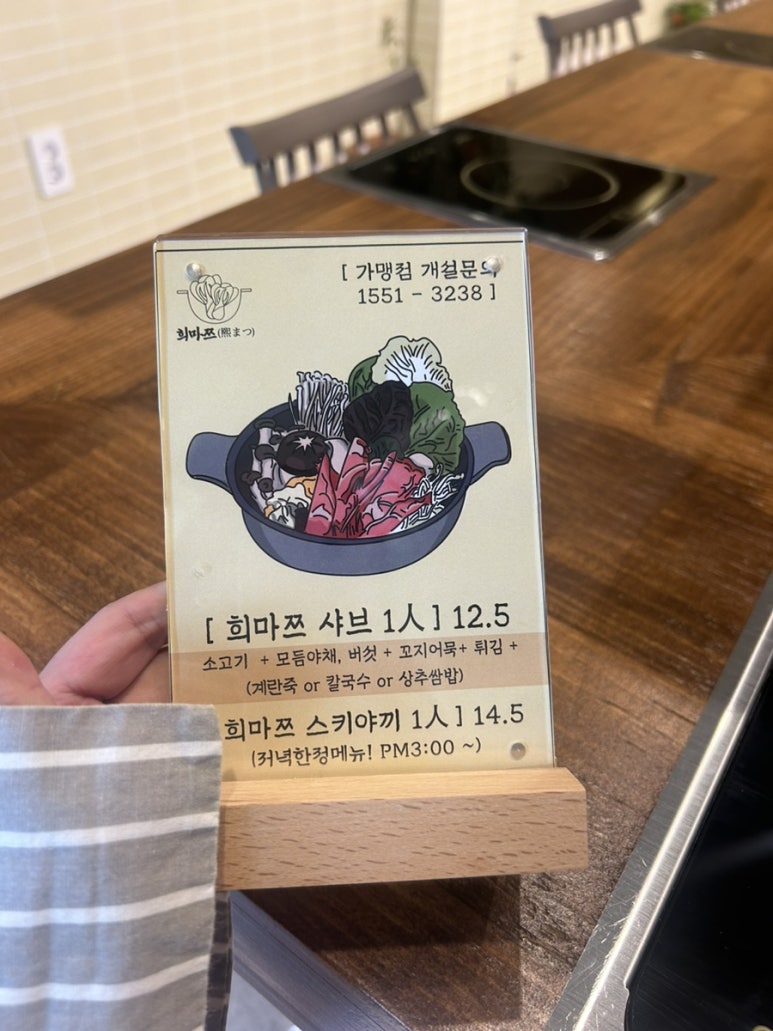 [ 가맹점 개설문의
1551 - 3238 ]
희마쯔(熙まつ)
[ 희마쯔 샤브 1人 ] 12.5
소고기 + 모듬야채, 버섯 + 꼬지어묵+ 튀김 +
(계란죽 or 칼국수 or 상추쌈밥)
희마쯔 스키야끼 1人 ] 14.5
(저녁한정메뉴! PM3:00 ~)